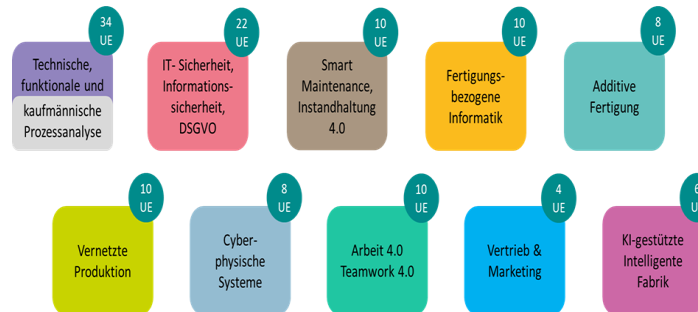 34
UE
Technische,
funktionale und
kaufmännische
Prozessanalyse
22
UE
IT- Sicherheit,
Informations-
sicherheit,
DSGVO
10
UE
Smart
Maintenance,
Instandhaltung
4.0
10
UE
Fertigungs-
bezogene
Informatik
8
UE
Additive
Fertigung
10
UE
Vernetzte
Produktion
8
UE
Cyber-
physische
Systeme
10
UE
Arbeit 4.0
Teamwork 4.0
4
UE
Vertrieb &
Marketing
6
UE
KI-gestützte
Intelligente
Fabrik